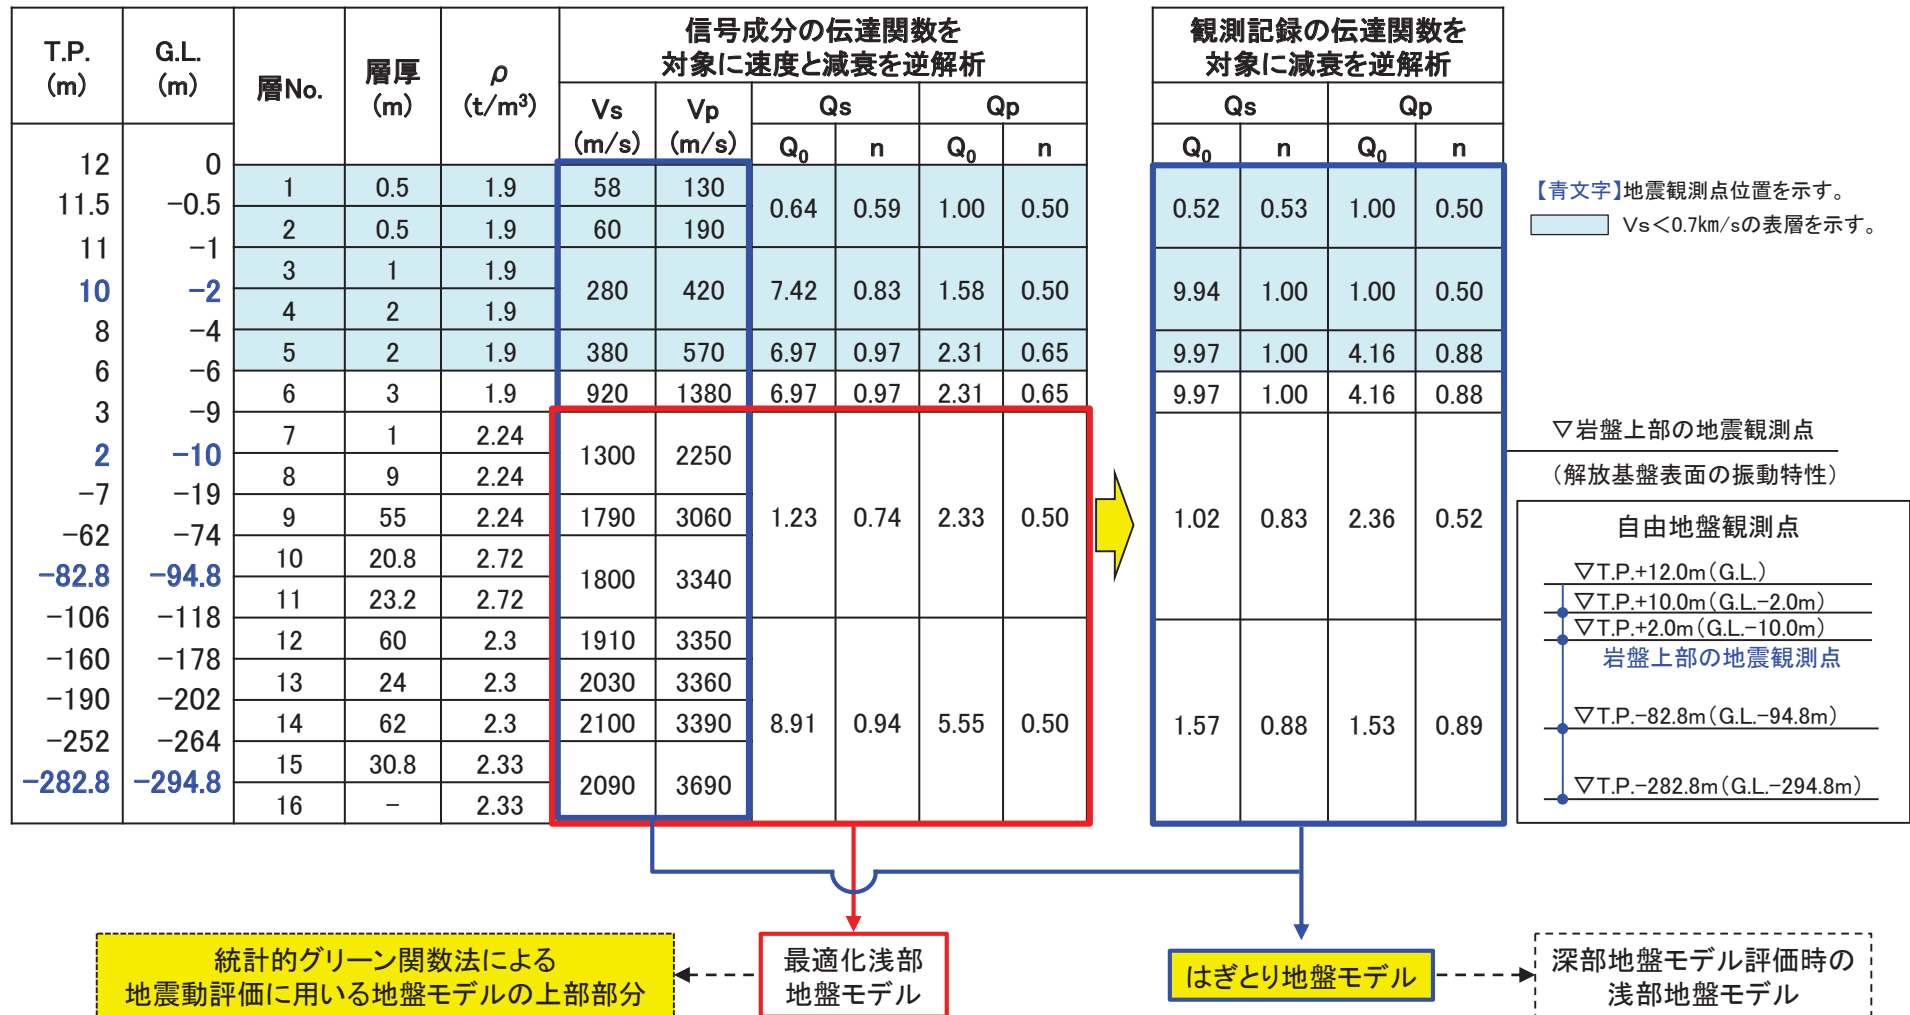 T.P.
(m)
G.L.
(m)
層No.
層厚
(m)
ρ
(t/m³)
信号成分の伝達関数を
対象に速度と減衰を逆解析
Vs
(m/s)
Vp
(m/s)
Qs
Qp
Q₀ n Q₀ n
観測記録の伝達関数を
対象に減衰を逆解析
Qs
Qp
Q₀ n Q₀ n
12 0
11.5 −0.5
11 −1
10 −2
8 −4
6 −6
3 −9
2 −10
−7 −19
−62 −74
−82.8 −94.8
−106 −118
−160 −178
−190 −202
−252 −264
−282.8 −294.8
1 0.5 1.9 58 130 0.64 0.59 1.00 0.50 0.52 0.53 1.00 0.50
2 0.5 1.9 60 190
3 1 1.9 280 420 7.42 0.83 1.58 0.50 9.94 1.00 1.00 0.50
4 2 1.9
5 2 1.9 380 570 6.97 0.97 2.31 0.65 9.97 1.00 4.16 0.88
6 3 1.9 920 1380 6.97 0.97 2.31 0.65 9.97 1.00 4.16 0.88
7 1 2.24 1300 2250
8 9 2.24
9 55 2.24 1790 3060 1.23 0.74 2.33 0.50 1.02 0.83 2.36 0.52
10 20.8 2.72 1800 3340
11 23.2 2.72
12 60 2.3 1910 3350
13 24 2.3 2030 3360
14 62 2.3 2100 3390 8.91 0.94 5.55 0.50 1.57 0.88 1.53 0.89
15 30.8 2.33 2090 3690
16 − 2.33
【青文字】地震観測点位置を示す。
Vs＜0.7km/sの表層を示す。
▽岩盤上部の地震観測点
(解放基盤表面の振動特性)
自由地盤観測点
▽T.P.+12.0m(G.L.)
▽T.P.+10.0m(G.L.−2.0m)
▽T.P.+2.0m(G.L.−10.0m)
岩盤上部の地震観測点
▽T.P.−82.8m(G.L.−94.8m)
▽T.P.−282.8m(G.L.−294.8m)
統計的グリーン関数法による
地震動評価に用いる地盤モデルの上部部分
最適化浅部
地盤モデル
はぎとり地盤モデル
深部地盤モデル評価時の
浅部地盤モデル